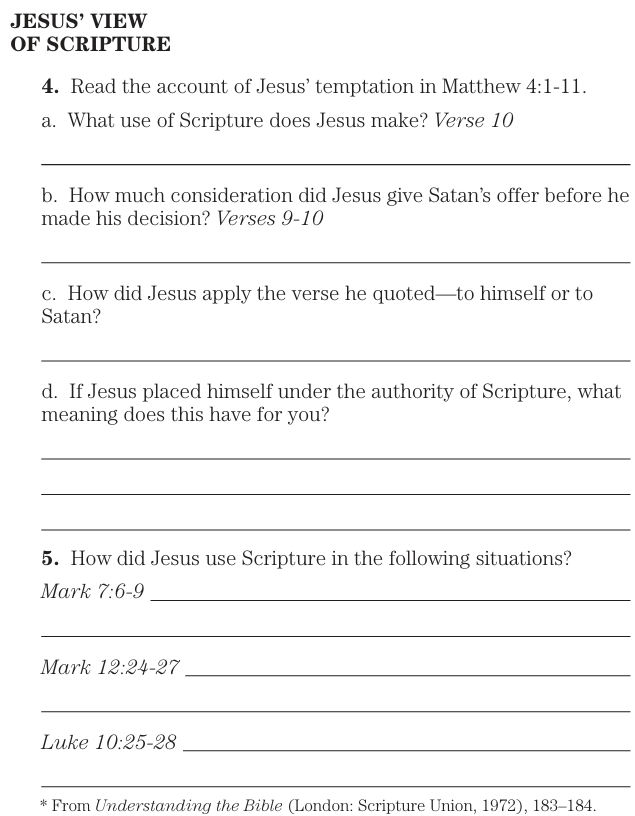 JESUS’ VIEW
OF SCRIPTURE
4. Read the account of Jesus’ temptation in Matthew 4:1-11.
a. What use of Scripture does Jesus make? Verse 10
b. How much consideration did Jesus give Satan’s offer before he
made his decision? Verses 9-10
c. How did Jesus apply the verse he quoted—to himself or to
Satan?
d. If Jesus placed himself under the authority of Scripture, what
meaning does this have for you?
5. How did Jesus use Scripture in the following situations?
Mark 7:6-9
Mark 12:24-27
Luke 10:25-28
* From Understanding the Bible (London: Scripture Union, 1972), 183–184.